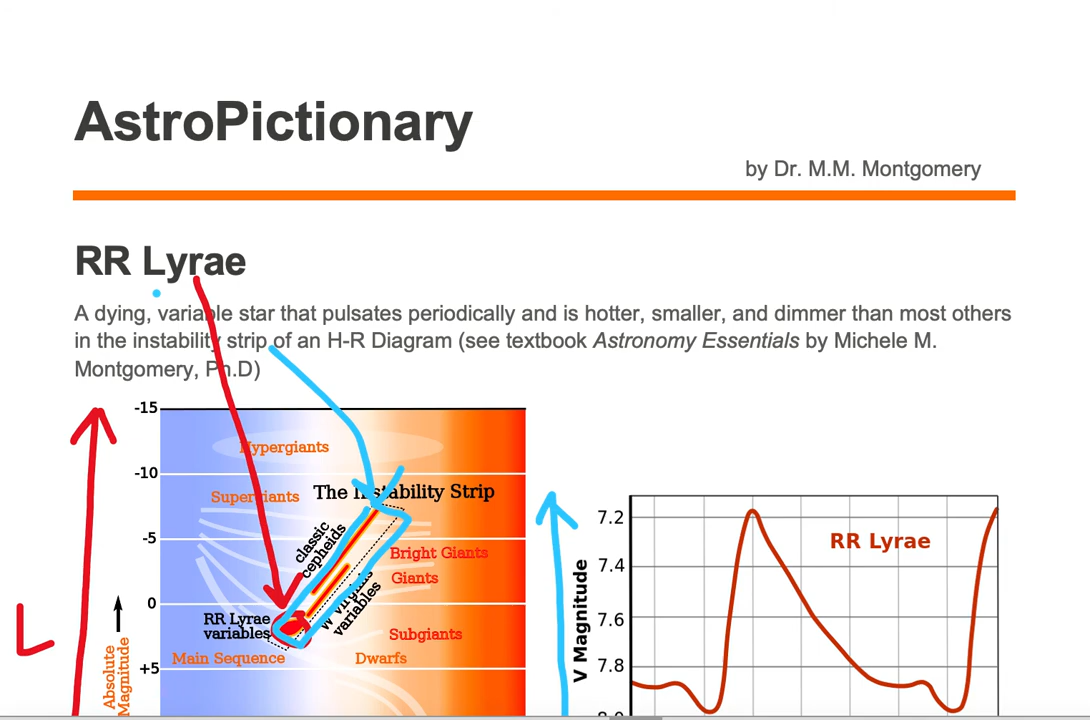 AstroPictionary
by Dr. M.M. Montgomery
RR Lyrae
A dying, variable star that pulsates periodically and is hotter, smaller, and dimmer than most others
in the instability strip of an H-R Diagram (see textbook Astronomy Essentials by Michele M.
Montgomery, Ph.D)
-15
Hypergiants
-10
Supergiants
The Instability Strip
-5
classic
cepheids
Bright Giants
Giants
0
W Virginis
variables
RR Lyrae
variables
Subgiants
Main Sequence
Dwarfs
+5
Absolute
Magnitude
L
V Magnitude
7.2
RR Lyrae
7.4
7.6
7.8
8.0